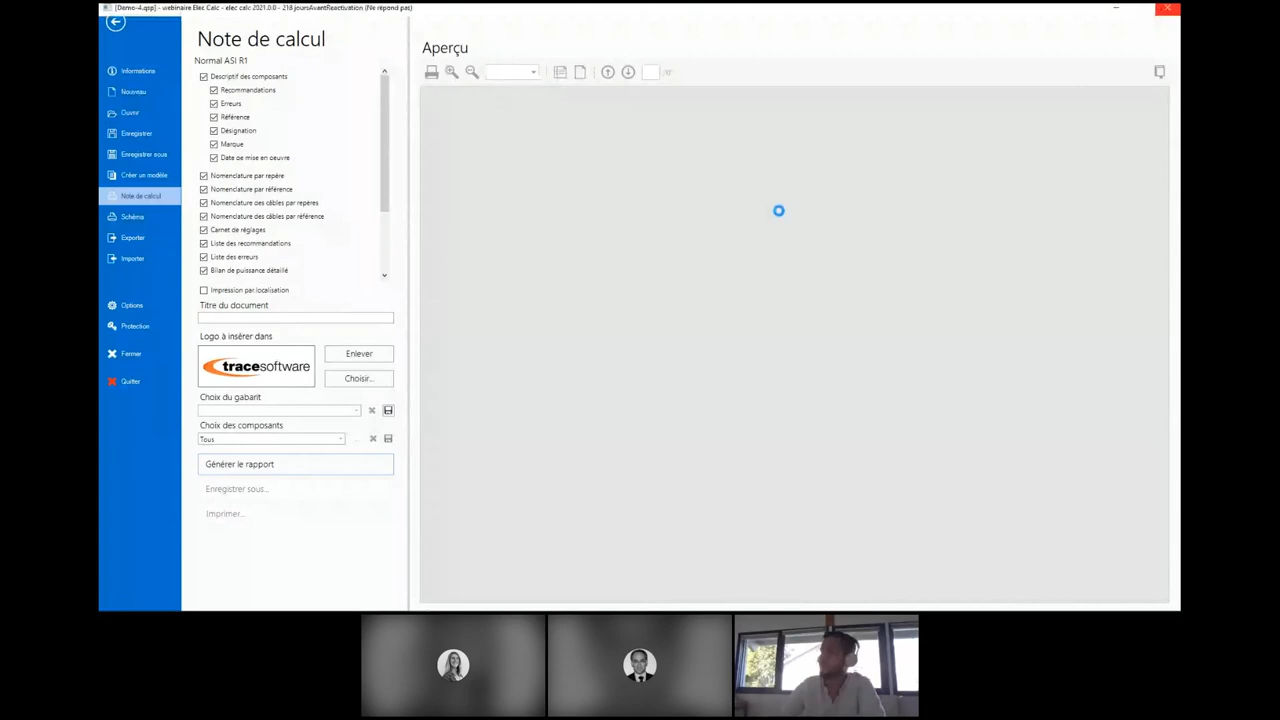 [Demo-4.qsp] - webinaire Elec Calc - elec calc 2021.0.0 - 218 joursAvantReactivation (Ne répond pas)
Note de calcul
Normal ASI R1
Informations
Nouveau
Ouvrir
Enregistrer
Enregistrer sous
Créer un modèle
Note de calcul
Schéma
Exporter
Importer
Options
Protection
Fermer
Quitter
Descriptif des composants
Recommandations
Erreurs
Référence
Désignation
Marque
Date de mise en oeuvre
Nomenclature par repère
Nomenclature par référence
Nomenclature des câbles par repères
Nomenclature des câbles par référence
Carnet de réglages
Liste des recommandations
Liste des erreurs
Bilan de puissance détaillé
Impression par localisation
Titre du document
Logo à insérer dans
tracesoftware
Enlever
Choisir...
Choix du gabarit
Choix des composants
Tous
...
Générer le rapport
Enregistrer sous...
Imprimer...
Aperçu